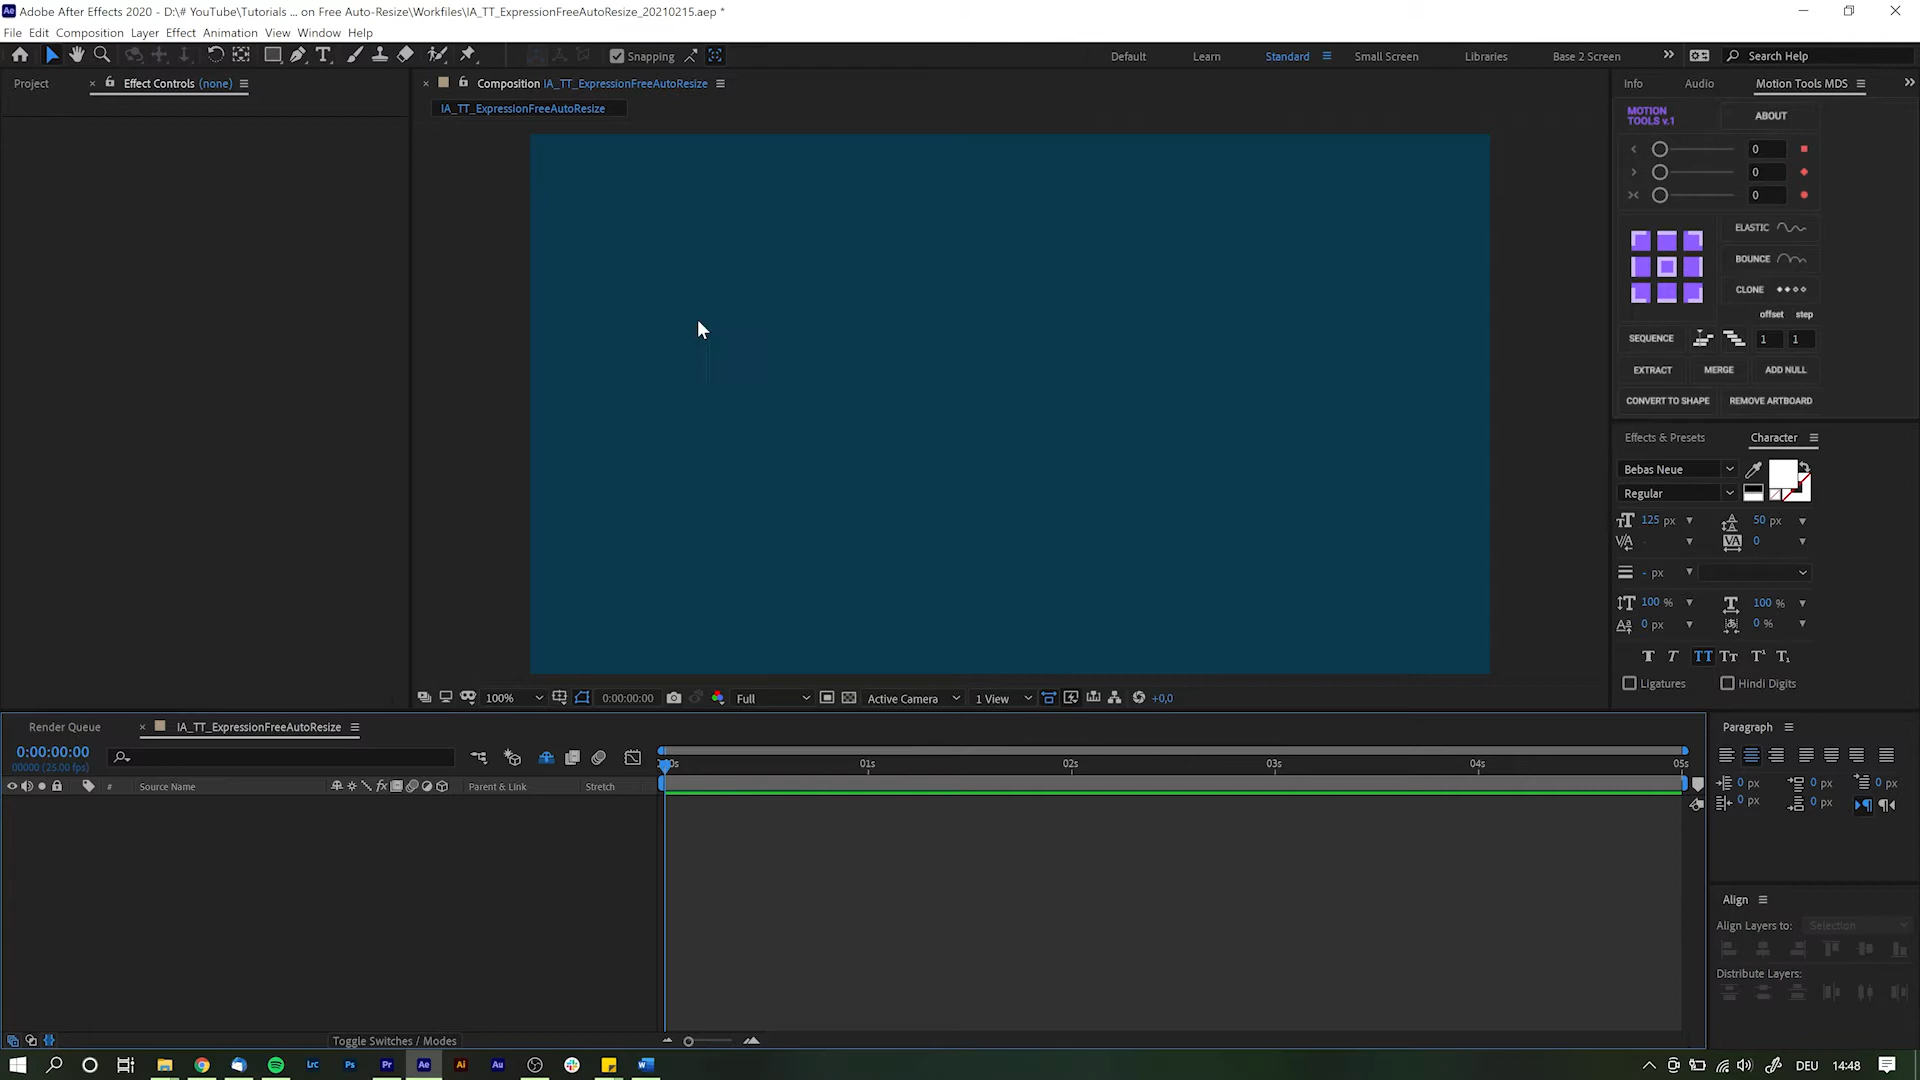 Adobe After Effects 2020 - D:\# YouTube\Tutorials ... on Free Auto-Resize\Workfiles\IA_TT_ExpressionFreeAutoResize_20210215.aep *
File Edit Composition Layer Effect Animation View Window Help
Snapping
Default Learn Standard Small Screen Libraries Base 2 Screen Search Help
Project Effect Controls (none) Composition IA_TT_ExpressionFreeAutoResize Info Audio Motion Tools MDS
IA_TT_ExpressionFreeAutoResize
MOTION TOOLS v.1 ABOUT
0
0
0
ELASTIC
BOUNCE
CLONE
offset step
SEQUENCE 1 1
EXTRACT MERGE ADD NULL
CONVERT TO SHAPE REMOVE ARTBOARD
Effects & Presets Character
Bebas Neue
Regular
125 px 50 px
0
- px
100 % 100 %
0 px 0 %
Ligatures Hindi Digits
100% 0:00:00:00 Full Active Camera 1 View +0,0
Render Queue IA_TT_ExpressionFreeAutoResize Paragraph
0:00:00:00
00000 (25.00 fps)
01s 02s 03s 04s 05s
# Source Name Parent & Link Stretch
0 px 0 px 0 px
0 px 0 px
Align
Align Layers to: Selection
Distribute Layers:
Toggle Switches / Modes
Lrc Ps Pr Ae Ai Au DEU 14:48